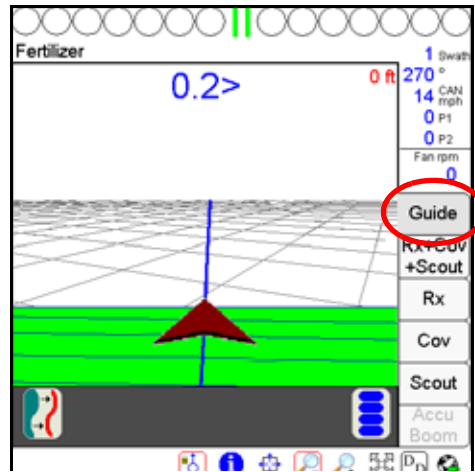 Fertilizer
0.2>
0 ft
1 Swath
270 °
14 CAN mph
0 P1
0 P2
Fan rpm
0
Guide
Rx+Cov
+Scout
Rx
Cov
Scout
Accu
Boom